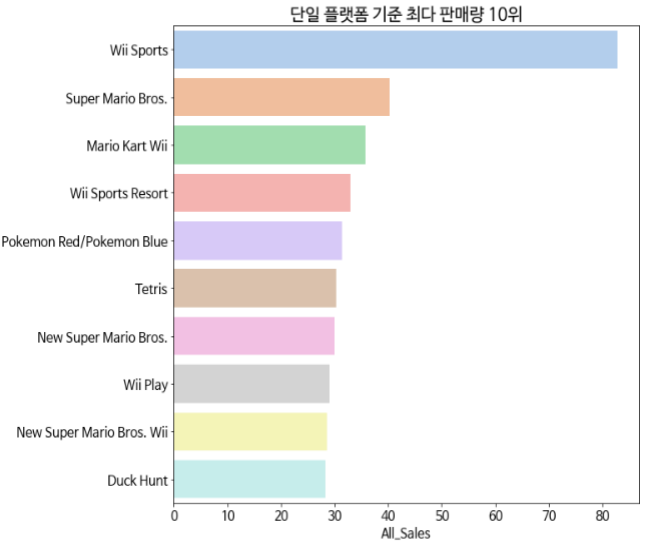 단일 플랫폼 기준 최다 판매량 10위
Wii Sports
Super Mario Bros.
Mario Kart Wii
Wii Sports Resort
Pokemon Red/Pokemon Blue
Tetris
New Super Mario Bros.
Wii Play
New Super Mario Bros. Wii
Duck Hunt
0 10 20 30 40 50 60 70 80
All_Sales